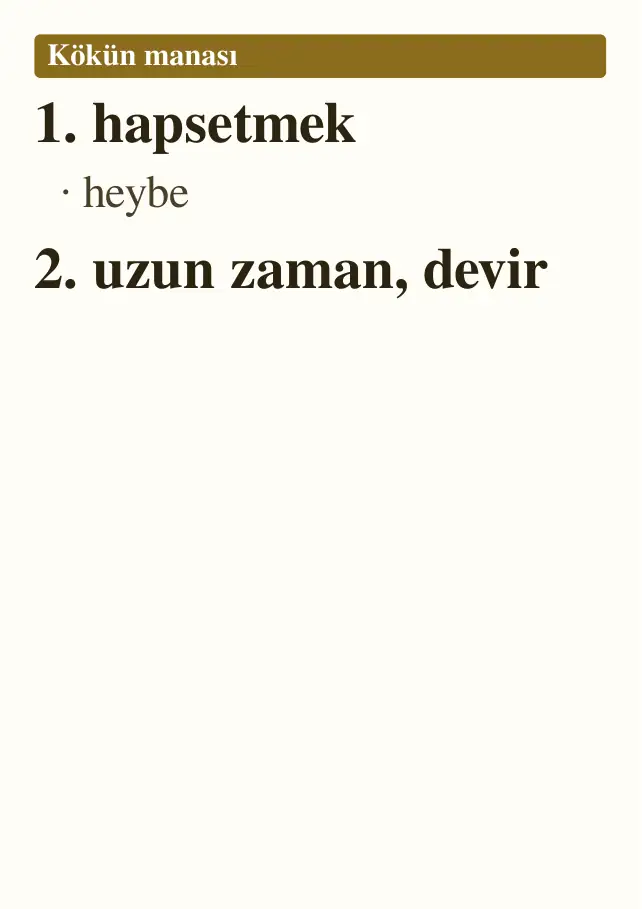 Kökün manası
1. hapsetmek
· heybe
2. uzun zaman, devir